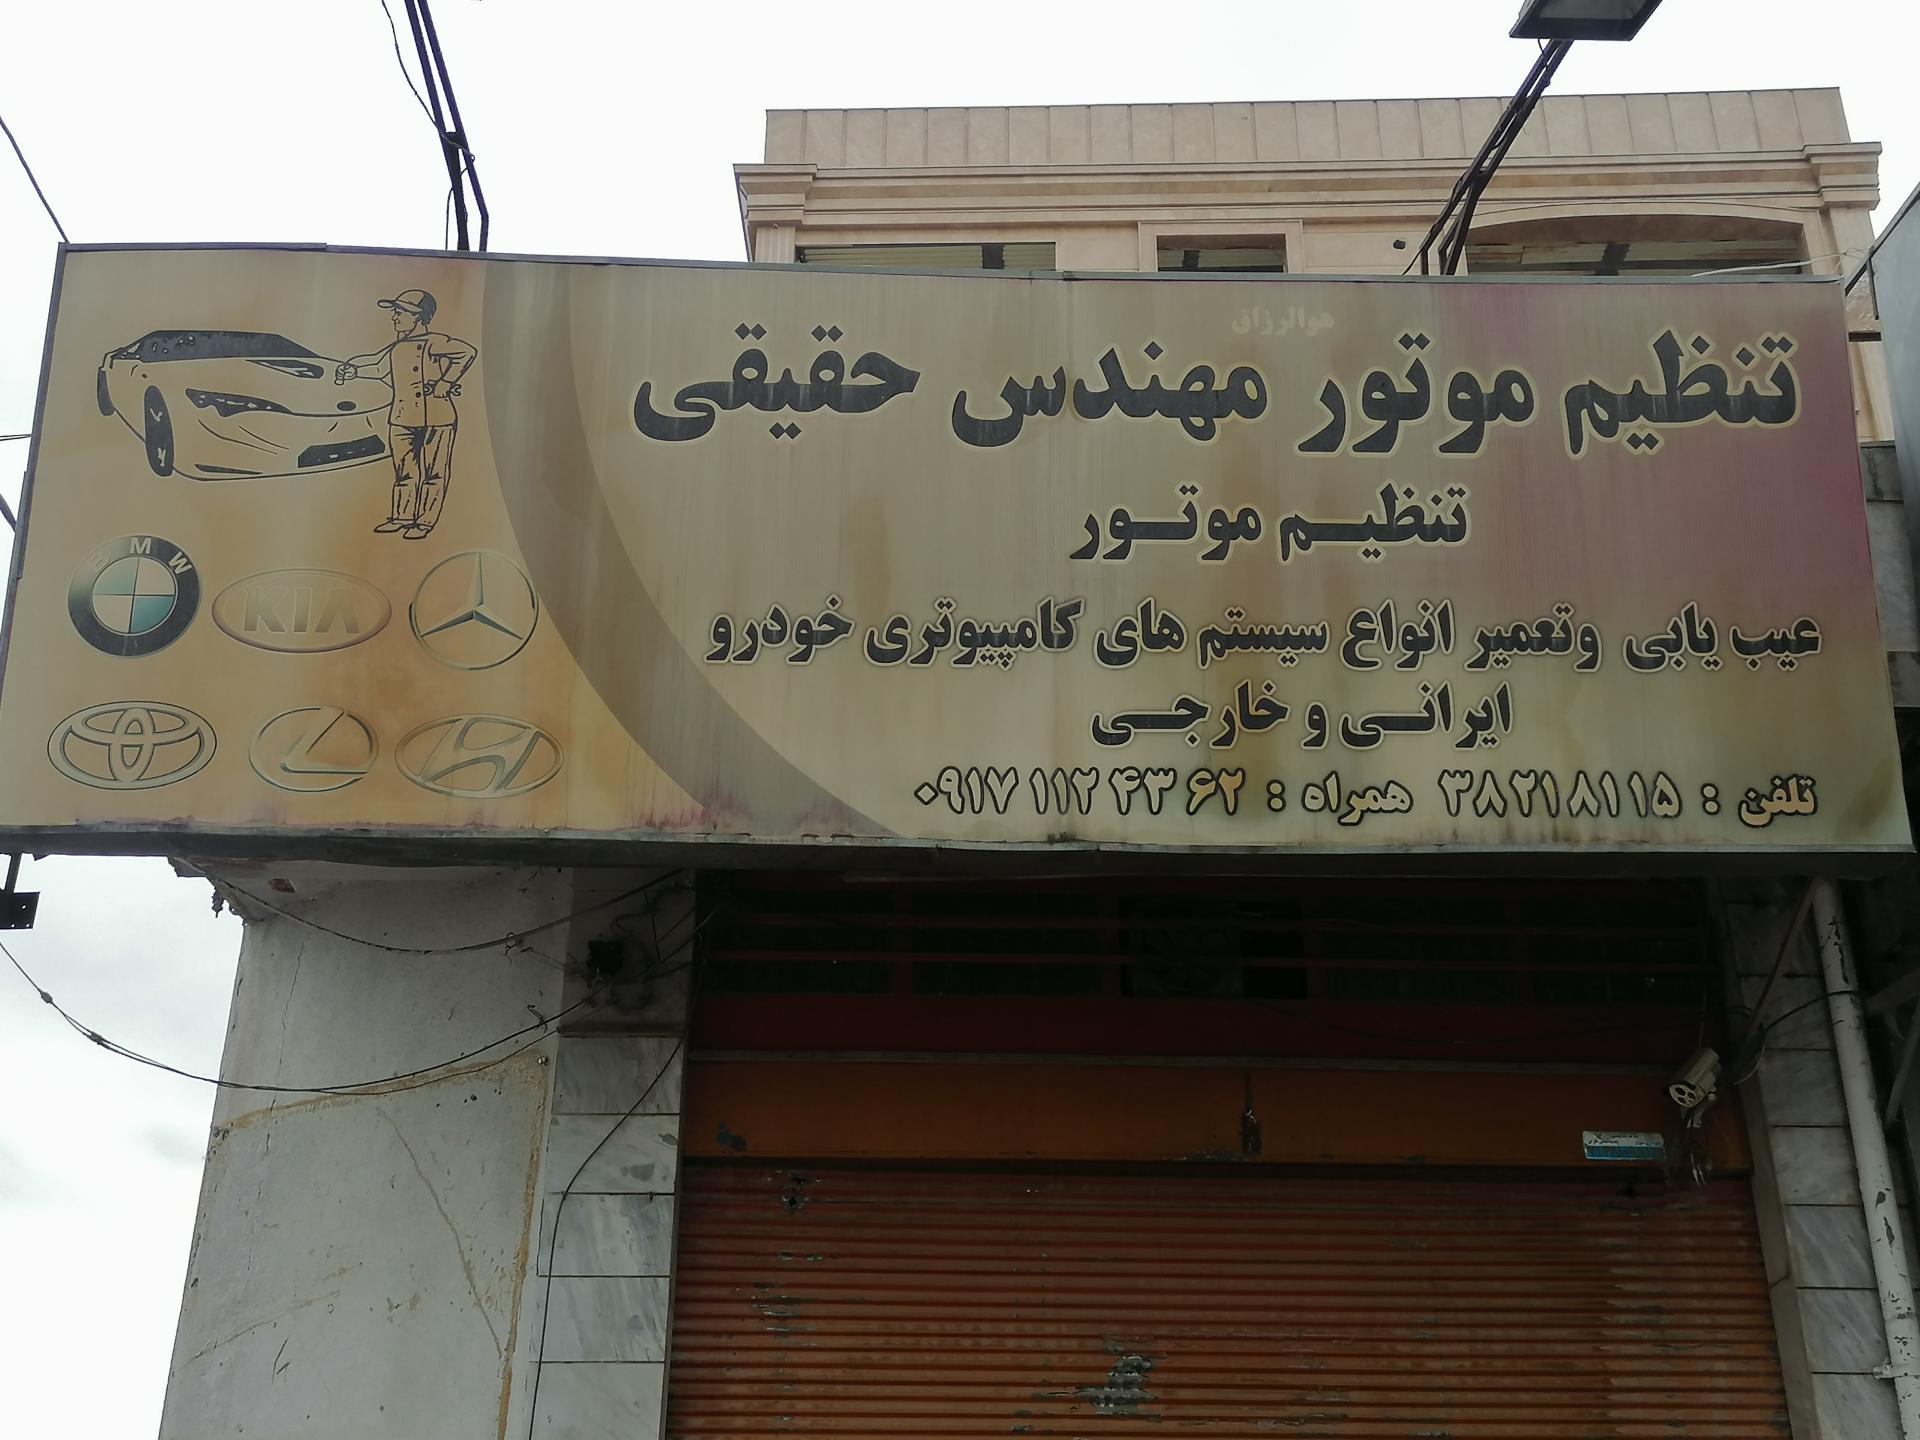 هوالرزاق
تنظیم موتور مهندس حقیقی
تنظیم موتور
عیب یابی وتعمیر انواع سیستم های کامپیوتری خودرو
ایرانی و خارجی
تلفن : ۳۸۲۱۸۱۱۵ همراه : ۰۹۱۷ ۱۱۲ ۴۳ ۶۲
BMW
KIA